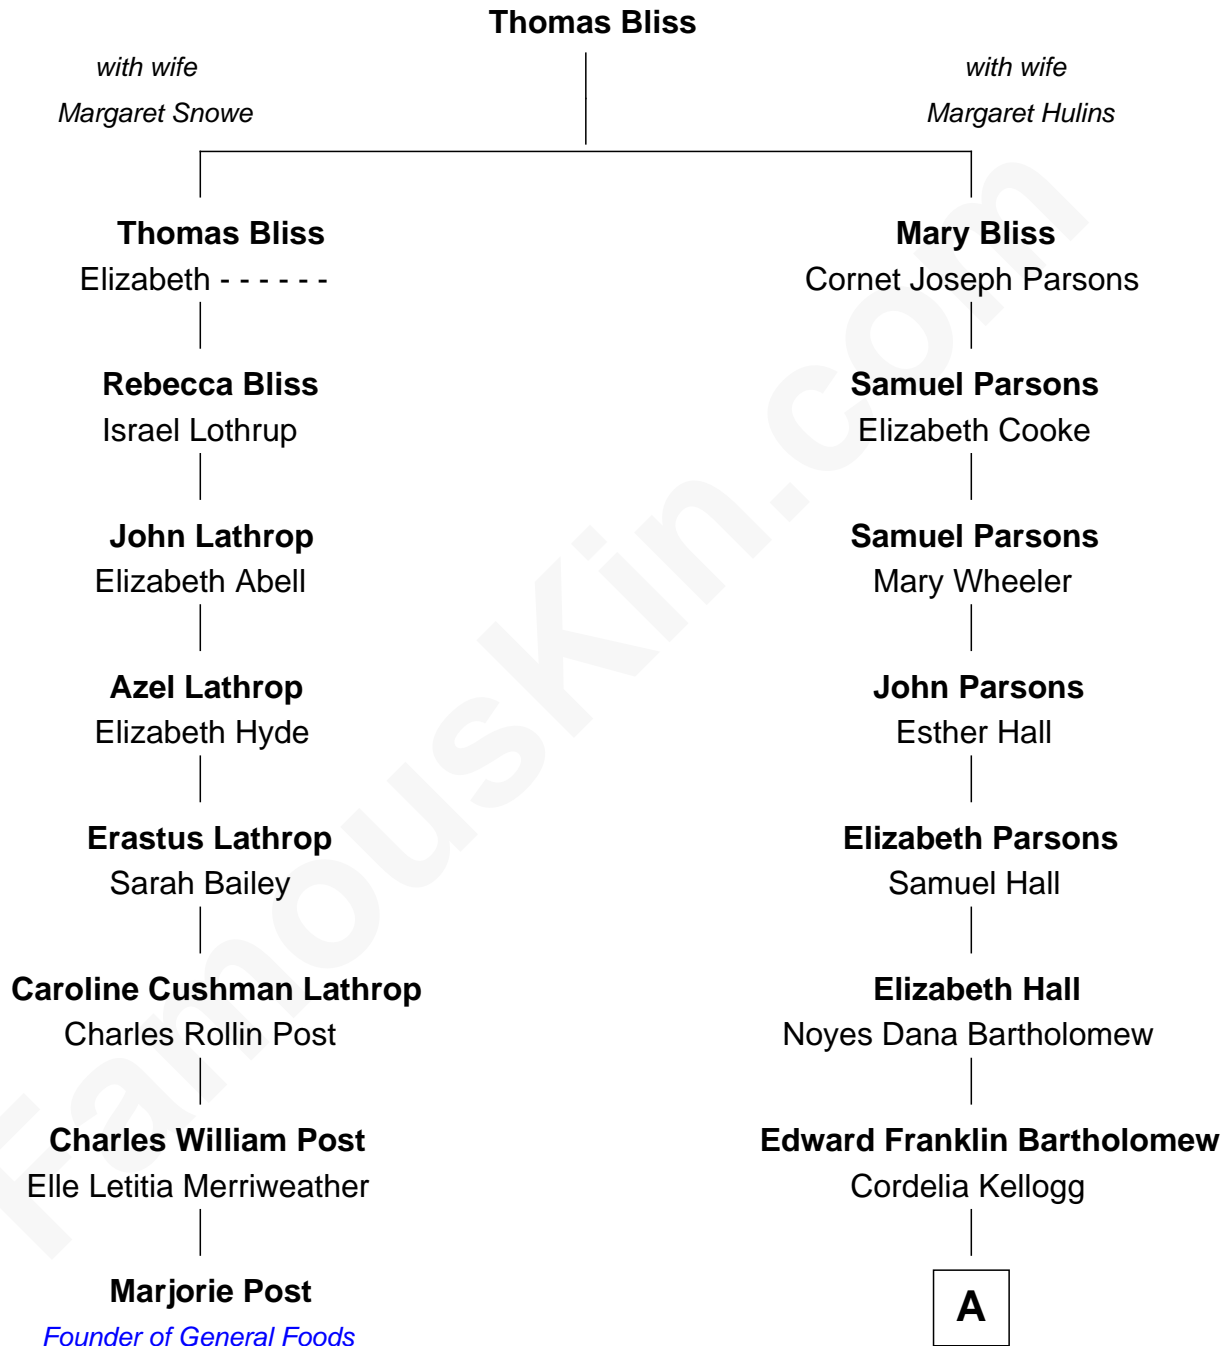 Thomas Bliss
with wife
Margaret Snowe
with wife
Margaret Hulins
Thomas Bliss
Elizabeth - - - - - -
Mary Bliss
Cornet Joseph Parsons
Rebecca Bliss
Israel Lothrup
Samuel Parsons
Elizabeth Cooke
John Lathrop
Elizabeth Abell
Samuel Parsons
Mary Wheeler
Azel Lathrop
Elizabeth Hyde
John Parsons
Esther Hall
Erastus Lathrop
Sarah Bailey
Elizabeth Parsons
Samuel Hall
Caroline Cushman Lathrop
Charles Rollin Post
Elizabeth Hall
Noyes Dana Bartholomew
Charles William Post
Elle Letitia Merriweather
Edward Franklin Bartholomew
Cordelia Kellogg
Marjorie Post
Founder of General Foods
A
FamousKin.com